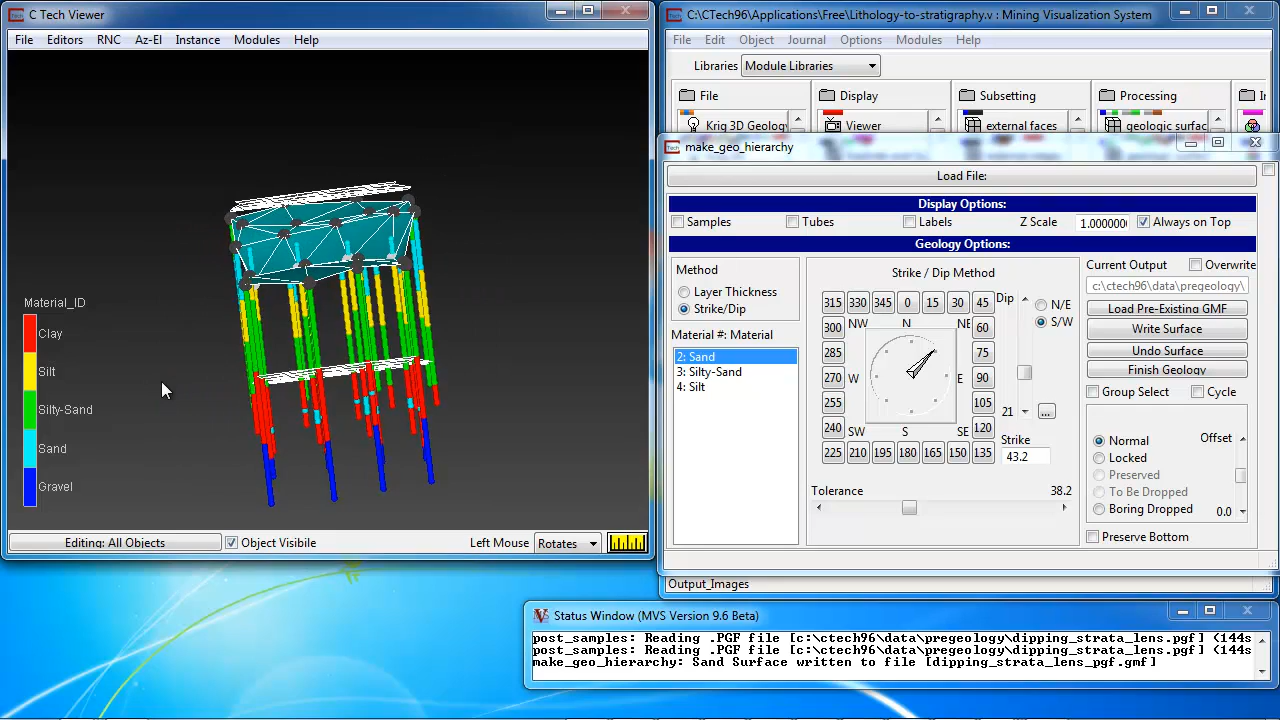 C Tech Viewer
File Editors RNC Az-El Instance Modules Help
Material_ID
Clay
Silt
Silty-Sand
Sand
Gravel
Editing: All Objects Object Visibile Left Mouse Rotates
C:\CTech96\Applications\Free\Lithology-to-stratigraphy.v : Mining Visualization System
File Edit Object Journal Options Modules Help
Libraries Module Libraries
File Display Subsetting Processing
Krig 3D Geology Viewer external faces geologic surfac
make_geo_hierarchy
Load File:
Display Options:
Samples Tubes Labels Z Scale 1.000000 Always on Top
Geology Options:
Method
Layer Thickness
Strike/Dip
Material #: Material
2: Sand
3: Silty-Sand
4: Silt
Strike / Dip Method
315 330 345 0 15 30 45 Dip
NW N NE
300 60
285 75
270 W E 90
255 105
240 120
SW S SE
225 210 195 180 165 150 135
N/E
S/W
21 ...
Strike
43.2
Tolerance 38.2
Current Output Overwrite
c:\ctech96\data\pregeology\
Load Pre-Existing GMF
Write Surface
Undo Surface
Finish Geology
Group Select Cycle
Normal Offset
Locked
Preserved
To Be Dropped
Boring Dropped 0.0
Preserve Bottom
Output_Images
Status Window (MVS Version 9.6 Beta)
post_samples: Reading .PGF file [c:\ctech96\data\pregeology\dipping_strata_lens.pgf] (144s
post_samples: Reading .PGF file [c:\ctech96\data\pregeology\dipping_strata_lens.pgf] (144s
make_geo_hierarchy: Sand Surface written to file [dipping_strata_lens_pgf.gmf]